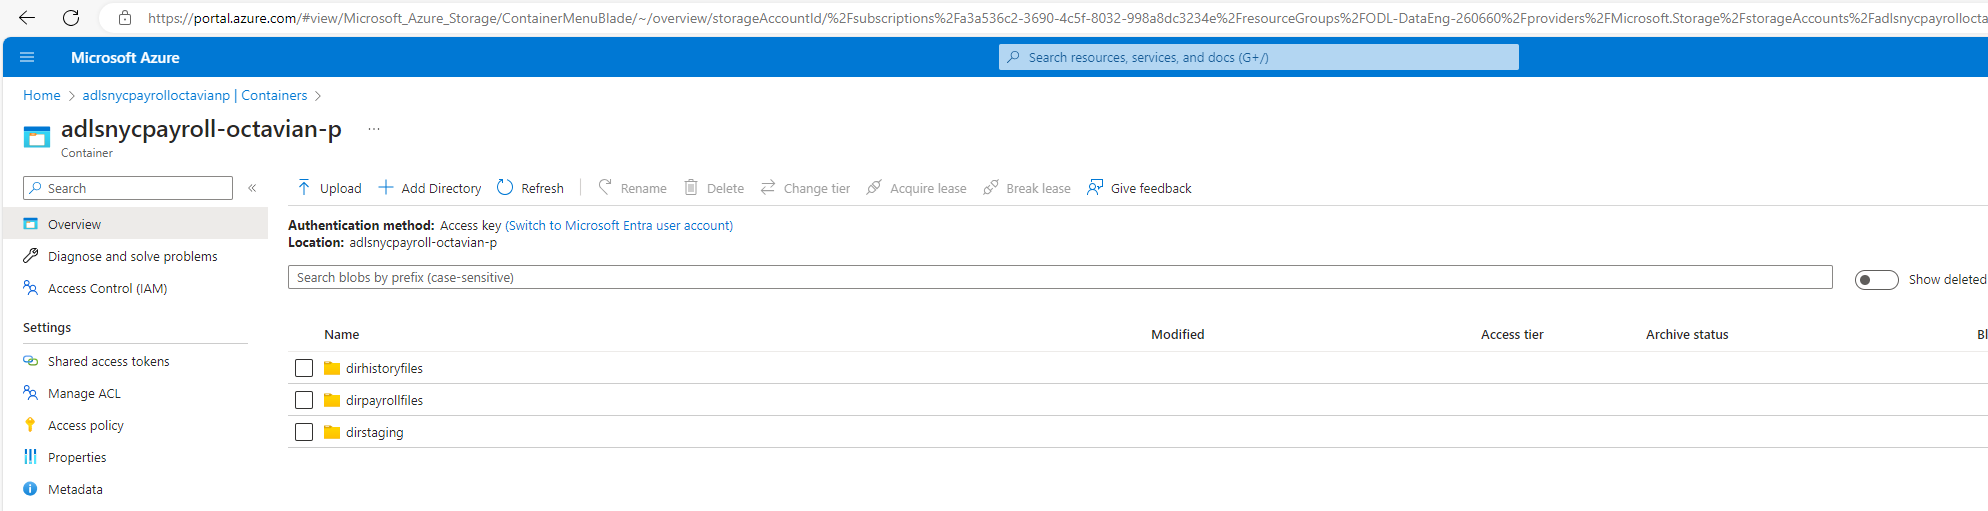 https://portal.azure.com/#view/Microsoft_Azure_Storage/ContainerMenuBlade/~/overview/storageAccountId/%2Fsubscriptions%2Fa3a536c2-3690-4c5f-8032-998a8dc3234e%2FresourceGroups%2FODL-DataEng-260660%2Fproviders%2FMicrosoft.Storage%2FstorageAccounts%2Fadlsnycpayrollocta
Microsoft Azure
Search resources, services, and docs (G+/)
Home > adlsnycpayrolloctavianp | Containers >
adlsnycpayroll-octavian-p ...
Container
Search «
Upload Add Directory Refresh Rename Delete Change tier Acquire lease Break lease Give feedback
Overview
Diagnose and solve problems
Access Control (IAM)
Settings
Shared access tokens
Manage ACL
Access policy
Properties
Metadata
Authentication method: Access key (Switch to Microsoft Entra user account)
Location: adlsnycpayroll-octavian-p
Search blobs by prefix (case-sensitive)
Show deleted
Name Modified Access tier Archive status Bl
dirhistoryfiles
dirpayrollfiles
dirstaging